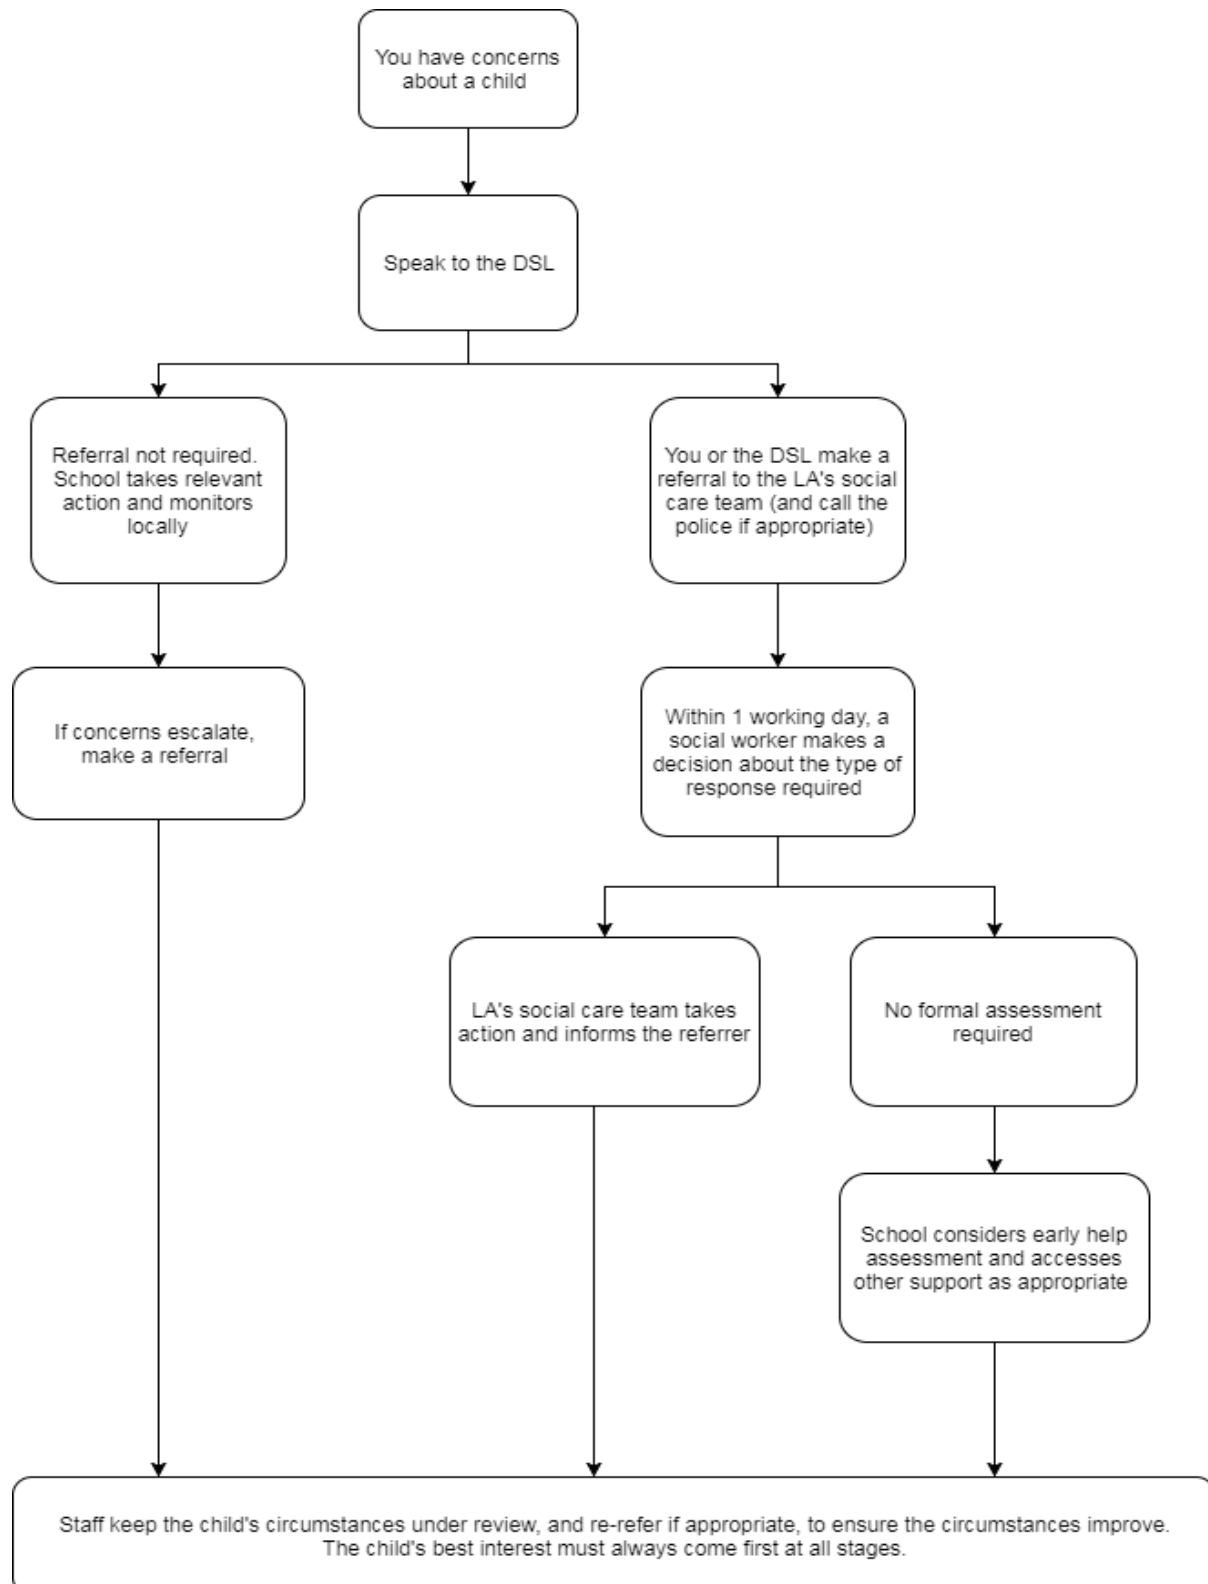 You have concerns
about a child
Speak to the DSL
Referral not required.
School takes relevant
action and monitors
locally
You or the DSL make a
referral to the LA's social
care team (and call the
police if appropriate)
If concerns escalate,
make a referral
Within 1 working day, a
social worker makes a
decision about the type of
response required
LA's social care team takes
action and informs the referrer
No formal assessment
required
School considers early help
assessment and accesses
other support as appropriate
Staff keep the child's circumstances under review, and re-refer if appropriate, to ensure the circumstances improve.
The child's best interest must always come first at all stages.